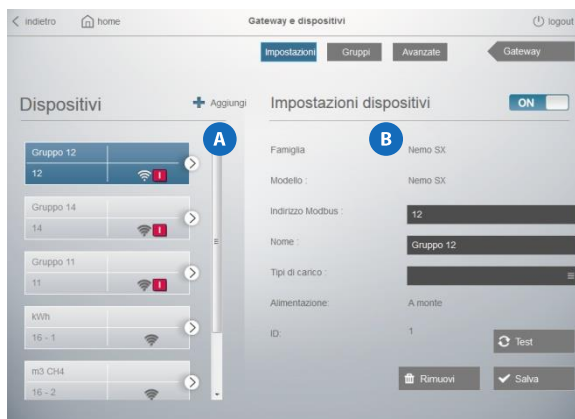 indietro
home
Gateway e dispositivi
logout
Impostazioni
Gruppi
Avanzate
Gateway
Dispositivi
Aggiungi
A
Gruppo 12
12
I
Gruppo 14
14
I
Gruppo 11
11
I
kWh
16 - 1
m3 CH4
16 - 2
Impostazioni dispositivi
ON
B
Famiglia
Nemo SX
Modello :
Nemo SX
Indirizzo Modbus :
12
Nome :
Gruppo 12
Tipi di carico :
Alimentazione:
A monte
ID:
1
Test
Rimuovi
Salva